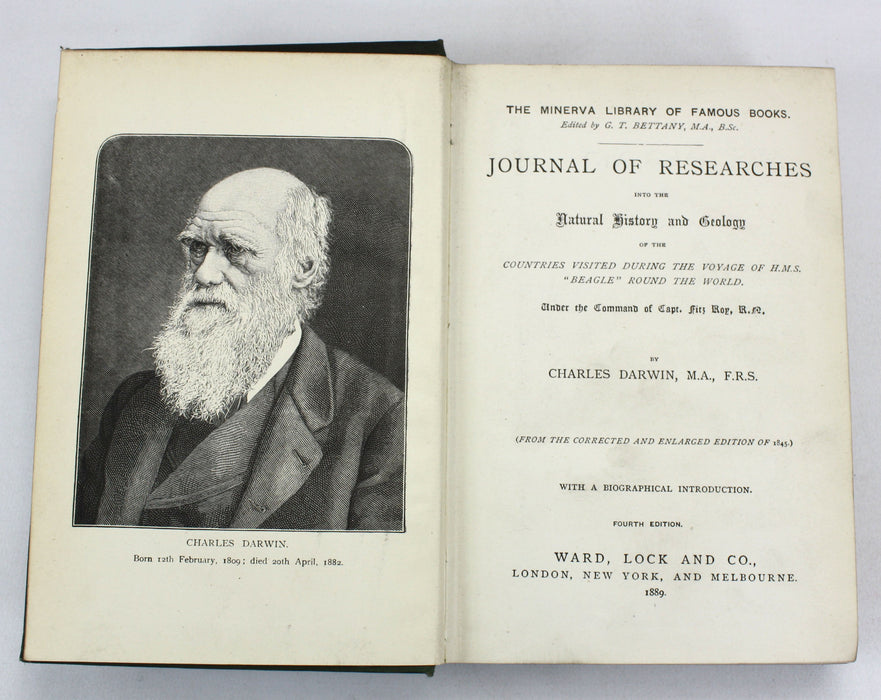 CHARLES DARWIN.
Born 12th February, 1809; died 20th April, 1882.
THE MINERVA LIBRARY OF FAMOUS BOOKS.
Edited by G. T. BETTANY, M.A., B.Sc.
JOURNAL OF RESEARCHES
INTO THE
Natural History and Geology
OF THE
COUNTRIES VISITED DURING THE VOYAGE OF H.M.S.
"BEAGLE" ROUND THE WORLD.
Under the Command of Capt. Fitz Roy, R.N.
BY
CHARLES DARWIN, M.A., F.R.S.
(FROM THE CORRECTED AND ENLARGED EDITION OF 1845.)
WITH A BIOGRAPHICAL INTRODUCTION.
FOURTH EDITION.
WARD, LOCK AND CO.,
LONDON, NEW YORK, AND MELBOURNE.
1889.